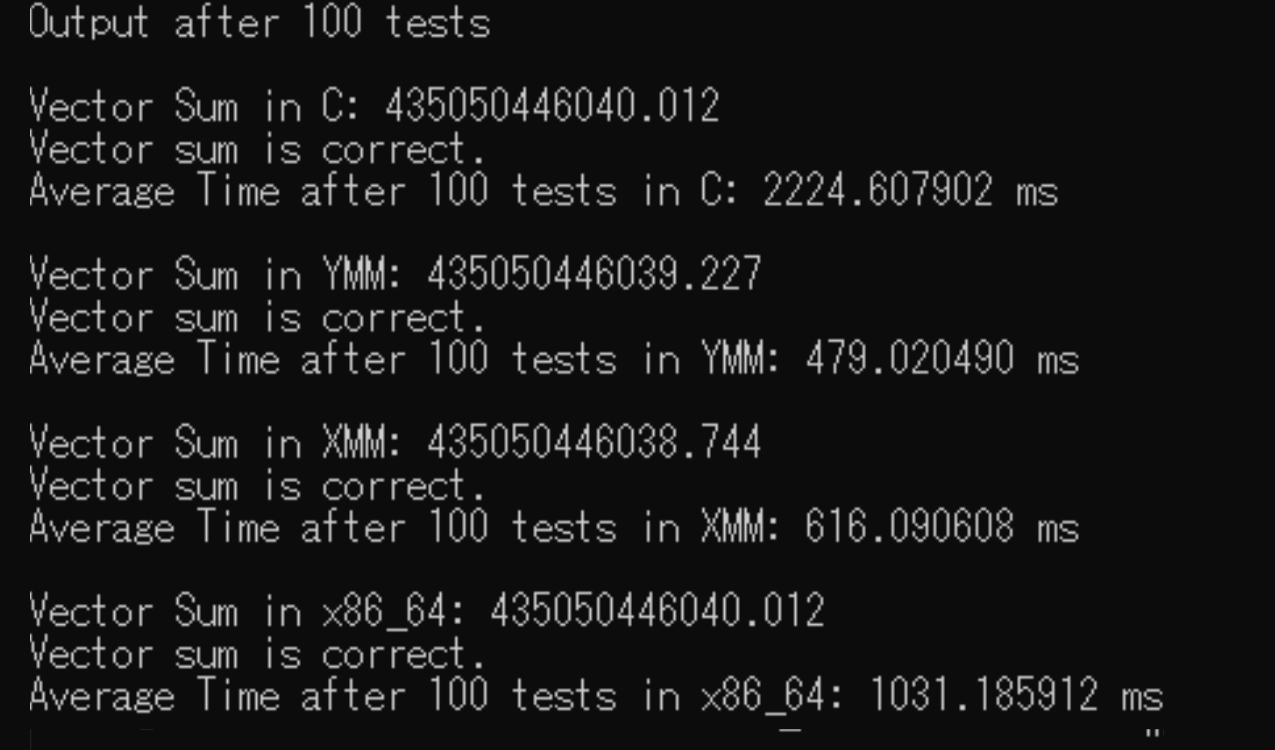 Output after 100 tests
Vector Sum in C: 435050446040.012
Vector sum is correct.
Average Time after 100 tests in C: 2224.607902 ms
Vector Sum in YMM: 435050446039.227
Vector sum is correct.
Average Time after 100 tests in YMM: 479.020490 ms
Vector Sum in XMM: 435050446038.744
Vector sum is correct.
Average Time after 100 tests in XMM: 616.090608 ms
Vector Sum in x86_64: 435050446040.012
Vector sum is correct.
Average Time after 100 tests in x86_64: 1031.185912 ms